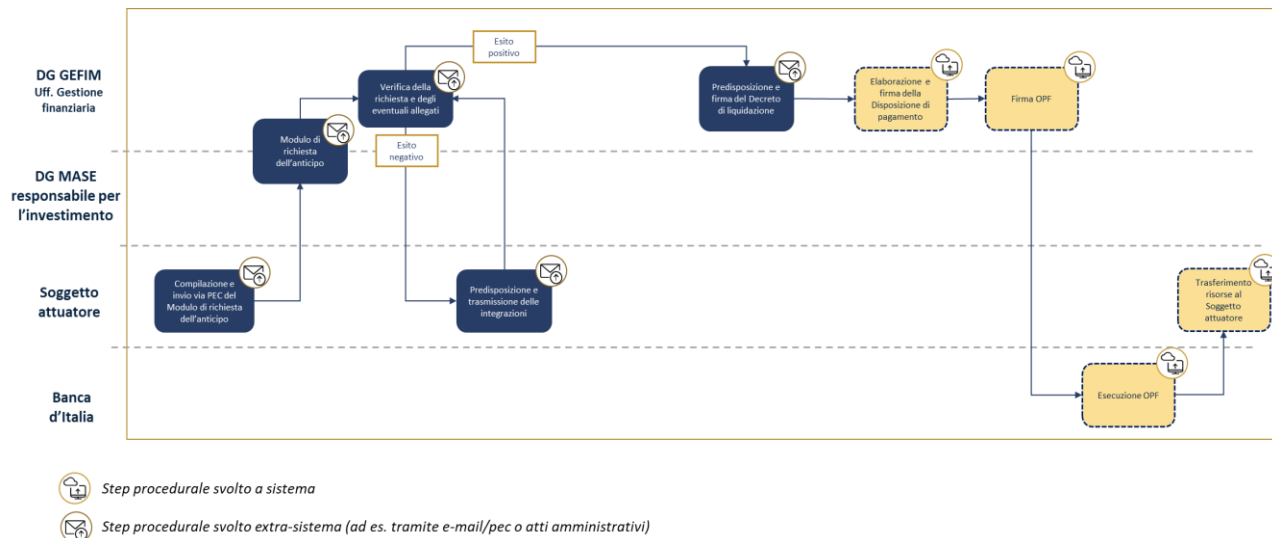 DG GEFIM
Uff. Gestione
finanziaria
DG MASE
responsabile per
l'investimento
Soggetto
attuatore
Banca
d'Italia
Compilazione e
invio via PEC del
Modulo di richiesta
dell'anticipo
Modulo di
richiesta
dell'anticipo
Verifica della
richiesta e degli
eventuali allegati
Esito
positivo
Esito
negativo
Predisposizione e
trasmissione delle
integrazioni
Predisposizione e
firma del Decreto
di liquidazione
Elaborazione e
firma della
Disposizione di
pagamento
Firma OPF
Esecuzione OPF
Trasferimento
risorse al
Soggetto
attuatore
Step procedurale svolto a sistema
Step procedurale svolto extra-sistema (ad es. tramite e-mail/pec o atti amministrativi)